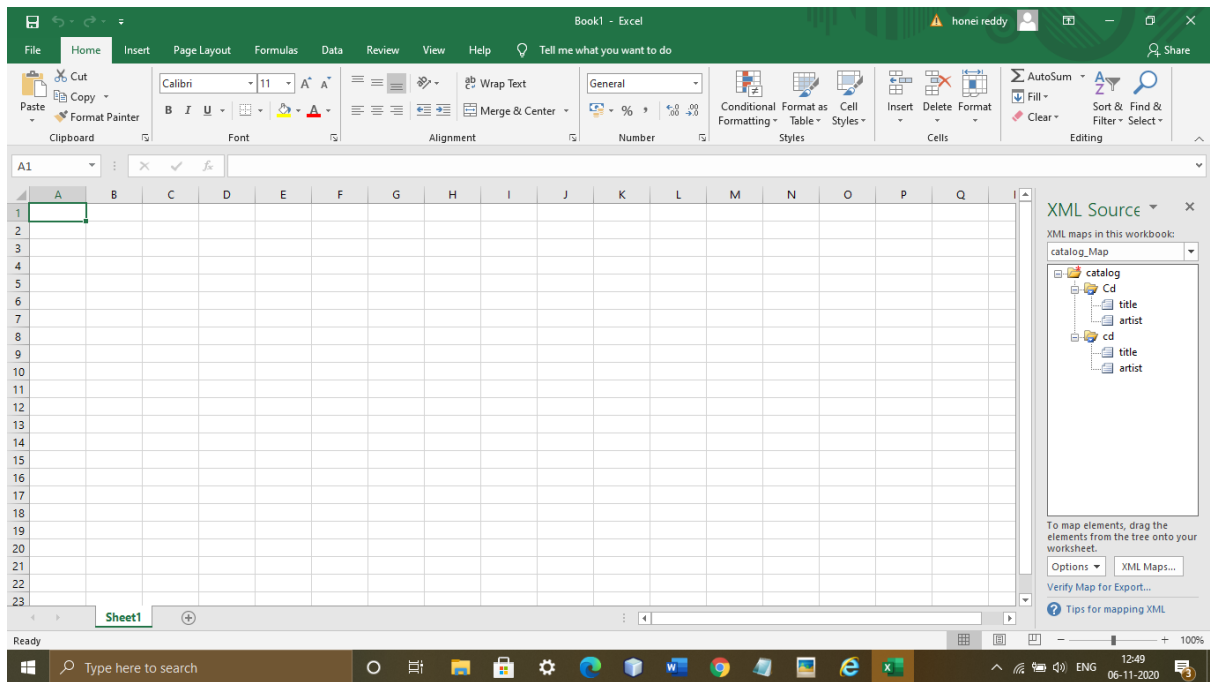 Book1 - Excel
honei reddy
File Home Insert Page Layout Formulas Data Review View Help Tell me what you want to do
Share
Cut
Copy
Format Painter
Paste
Clipboard
Calibri 11
B I U
Font
Wrap Text
Merge & Center
Alignment
General
Number
Conditional Formatting
Format as Table
Cell Styles
Styles
Insert Delete Format
Cells
AutoSum
Fill
Clear
Sort & Filter
Find & Select
Editing
A1
fx
A B C D E F G H I J K L M N O P Q
1
2
3
4
5
6
7
8
9
10
11
12
13
14
15
16
17
18
19
20
21
22
23
XML Source
XML maps in this workbook:
catalog_Map
catalog
Cd
title
artist
cd
title
artist
To map elements, drag the
elements from the tree onto your
worksheet.
Options XML Maps...
Verify Map for Export...
Tips for mapping XML
Sheet1
Ready
100%
Type here to search
ENG
12:49
06-11-2020
3